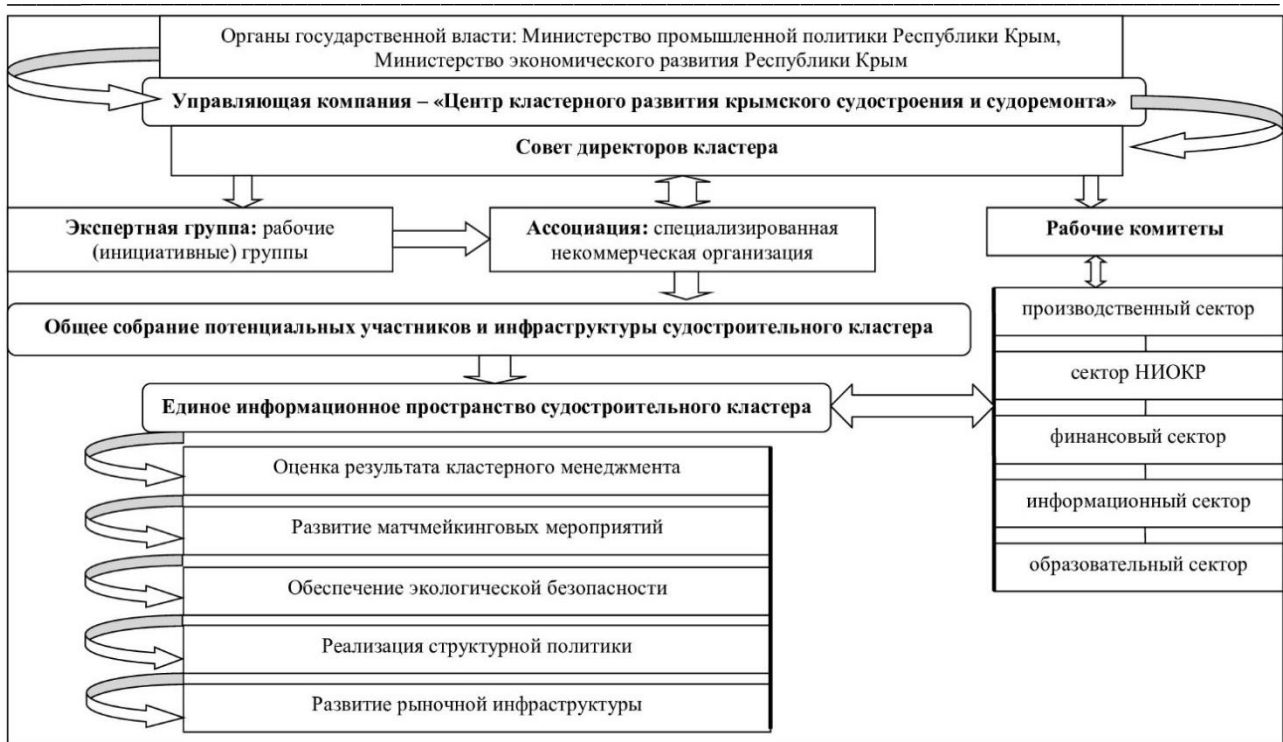 Органы государственной власти: Министерство промышленной политики Республики Крым,
Министерство экономического развития Республики Крым
Управляющая компания – «Центр кластерного развития крымского судостроения и судоремонта»
Совет директоров кластера
Экспертная группа: рабочие
(инициативные) группы
Ассоциация: специализированная
некоммерческая организация
Рабочие комитеты
Общее собрание потенциальных участников и инфраструктуры судостроительного кластера
Единое информационное пространство судостроительного кластера
Оценка результата кластерного менеджмента
Развитие матчмейкинговых мероприятий
Обеспечение экологической безопасности
Реализация структурной политики
Развитие рыночной инфраструктуры
производственный сектор
сектор НИОКР
финансовый сектор
информационный сектор
образовательный сектор